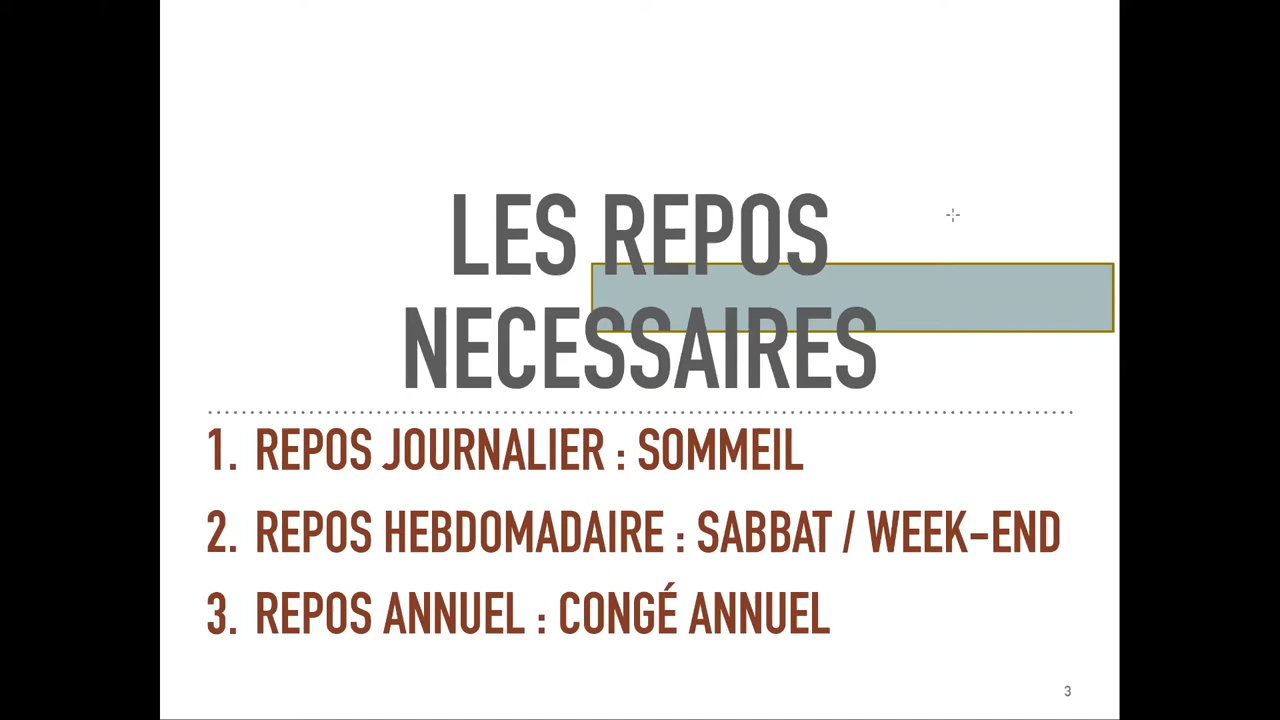 LES REPOS
NECESSAIRES
1. REPOS JOURNALIER : SOMMEIL
2. REPOS HEBDOMADAIRE : SABBAT / WEEK-END
3. REPOS ANNUEL : CONGÉ ANNUEL
3